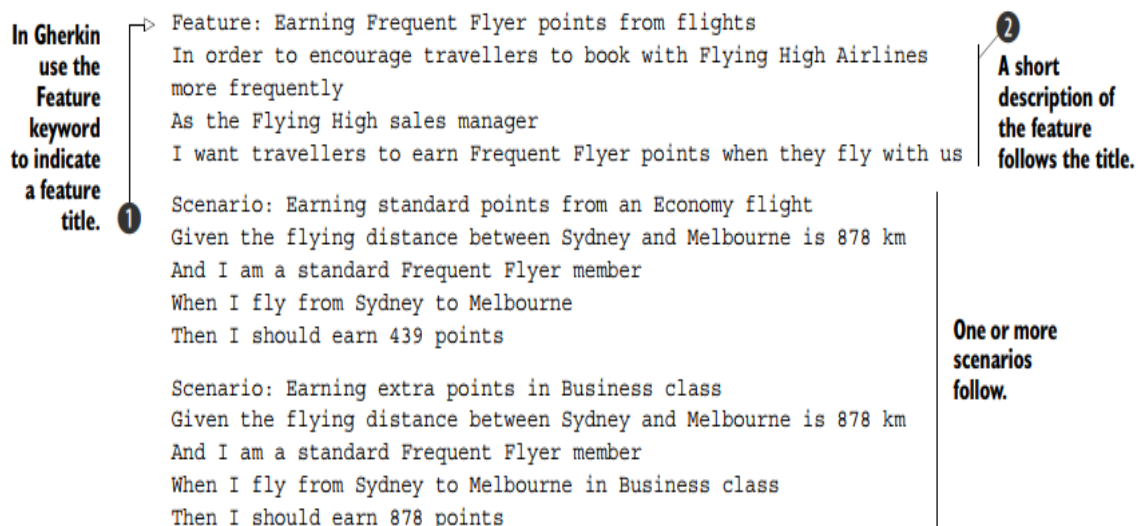 In Gherkin
use the
Feature
keyword
to indicate
a feature
title.
1
Feature: Earning Frequent Flyer points from flights
In order to encourage travellers to book with Flying High Airlines
more frequently
As the Flying High sales manager
I want travellers to earn Frequent Flyer points when they fly with us
2
A short
description of
the feature
follows the title.
Scenario: Earning standard points from an Economy flight
Given the flying distance between Sydney and Melbourne is 878 km
And I am a standard Frequent Flyer member
When I fly from Sydney to Melbourne
Then I should earn 439 points
Scenario: Earning extra points in Business class
Given the flying distance between Sydney and Melbourne is 878 km
And I am a standard Frequent Flyer member
When I fly from Sydney to Melbourne in Business class
Then I should earn 878 points
One or more
scenarios
follow.